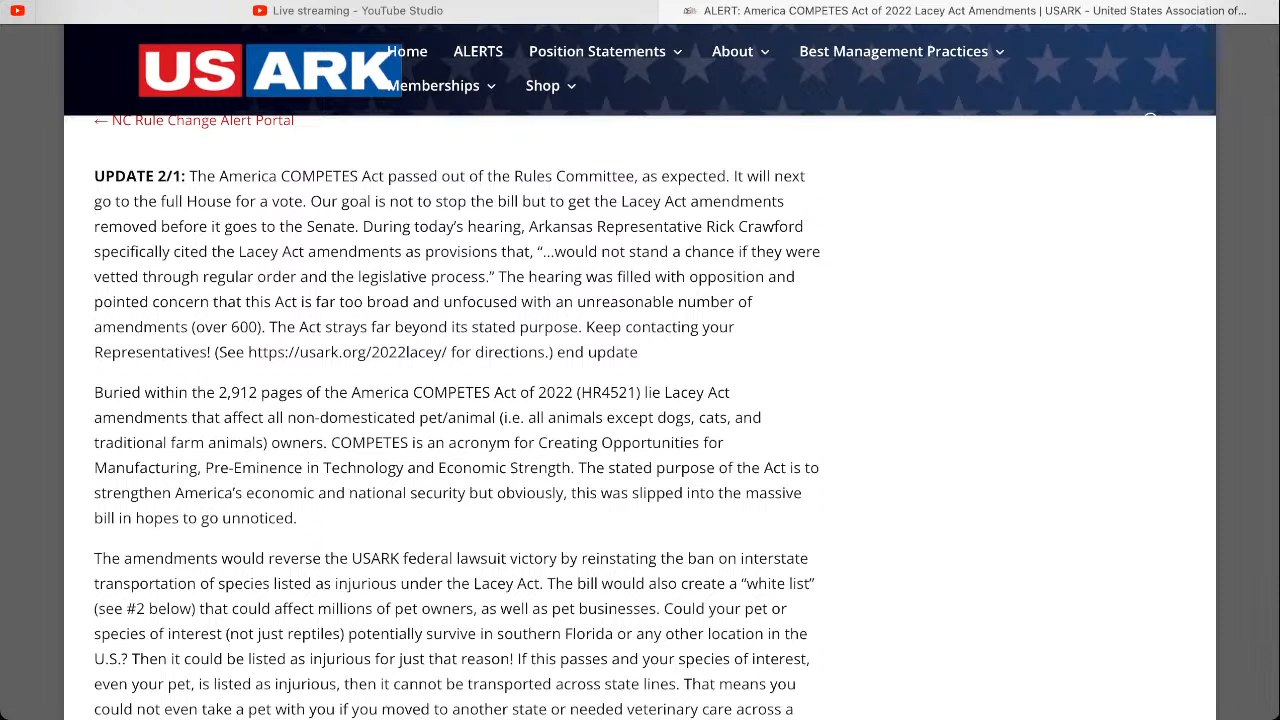 Live streaming - YouTube Studio
ALERT: America COMPETES Act of 2022 Lacey Act Amendments | USARK - United States Association of...
US ARK
Home ALERTS Position Statements About Best Management Practices
Memberships Shop
← NC Rule Change Alert Portal
UPDATE 2/1: The America COMPETES Act passed out of the Rules Committee, as expected. It will next
go to the full House for a vote. Our goal is not to stop the bill but to get the Lacey Act amendments
removed before it goes to the Senate. During today’s hearing, Arkansas Representative Rick Crawford
specifically cited the Lacey Act amendments as provisions that, “…would not stand a chance if they were
vetted through regular order and the legislative process.” The hearing was filled with opposition and
pointed concern that this Act is far too broad and unfocused with an unreasonable number of
amendments (over 600). The Act strays far beyond its stated purpose. Keep contacting your
Representatives! (See https://usark.org/2022lacey/ for directions.) end update
Buried within the 2,912 pages of the America COMPETES Act of 2022 (HR4521) lie Lacey Act
amendments that affect all non-domesticated pet/animal (i.e. all animals except dogs, cats, and
traditional farm animals) owners. COMPETES is an acronym for Creating Opportunities for
Manufacturing, Pre-Eminence in Technology and Economic Strength. The stated purpose of the Act is to
strengthen America’s economic and national security but obviously, this was slipped into the massive
bill in hopes to go unnoticed.
The amendments would reverse the USARK federal lawsuit victory by reinstating the ban on interstate
transportation of species listed as injurious under the Lacey Act. The bill would also create a “white list”
(see #2 below) that could affect millions of pet owners, as well as pet businesses. Could your pet or
species of interest (not just reptiles) potentially survive in southern Florida or any other location in the
U.S.? Then it could be listed as injurious for just that reason! If this passes and your species of interest,
even your pet, is listed as injurious, then it cannot be transported across state lines. That means you
could not even take a pet with you if you moved to another state or needed veterinary care across a